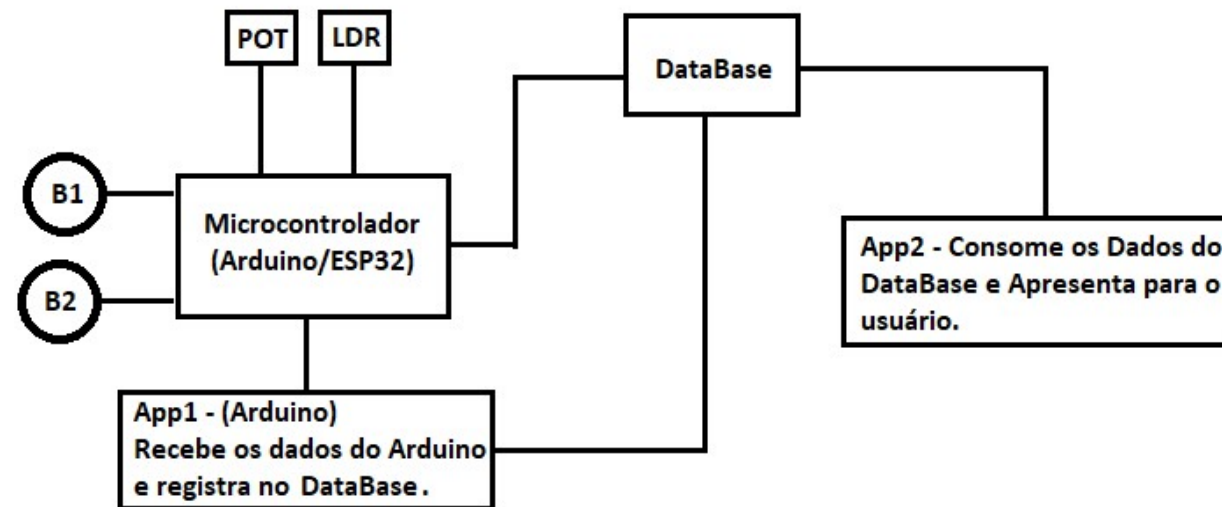 POT
LDR
DataBase
B1
Microcontrolador
(Arduino/ESP32)
B2
App2 - Consome os Dados do
DataBase e Apresenta para o
usuário.
App1 - (Arduino)
Recebe os dados do Arduino
e registra no DataBase.